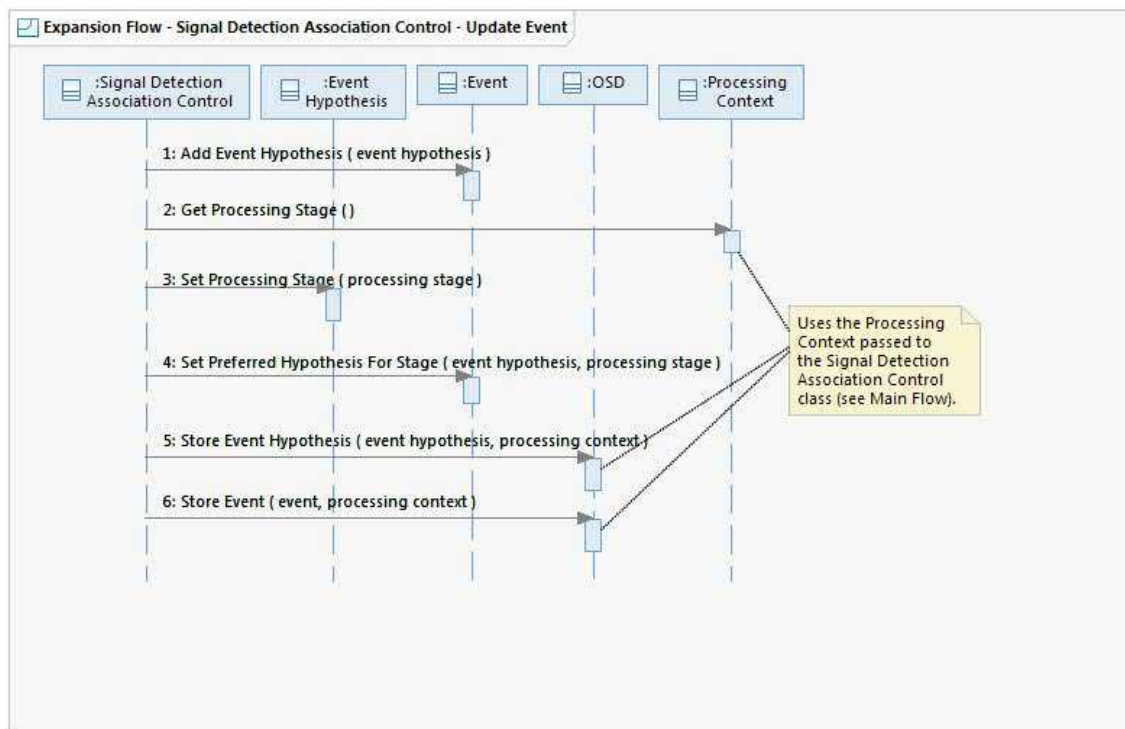 Expansion Flow - Signal Detection Association Control - Update Event
:Signal Detection
Association Control
:Event
Hypothesis
:Event
:OSD
:Processing
Context
1: Add Event Hypothesis ( event hypothesis )
2: Get Processing Stage ( )
3: Set Processing Stage ( processing stage )
Uses the Processing
Context passed to
the Signal Detection
Association Control
class (see Main Flow).
4: Set Preferred Hypothesis For Stage ( event hypothesis, processing stage )
5: Store Event Hypothesis ( event hypothesis, processing context )
6: Store Event ( event, processing context )